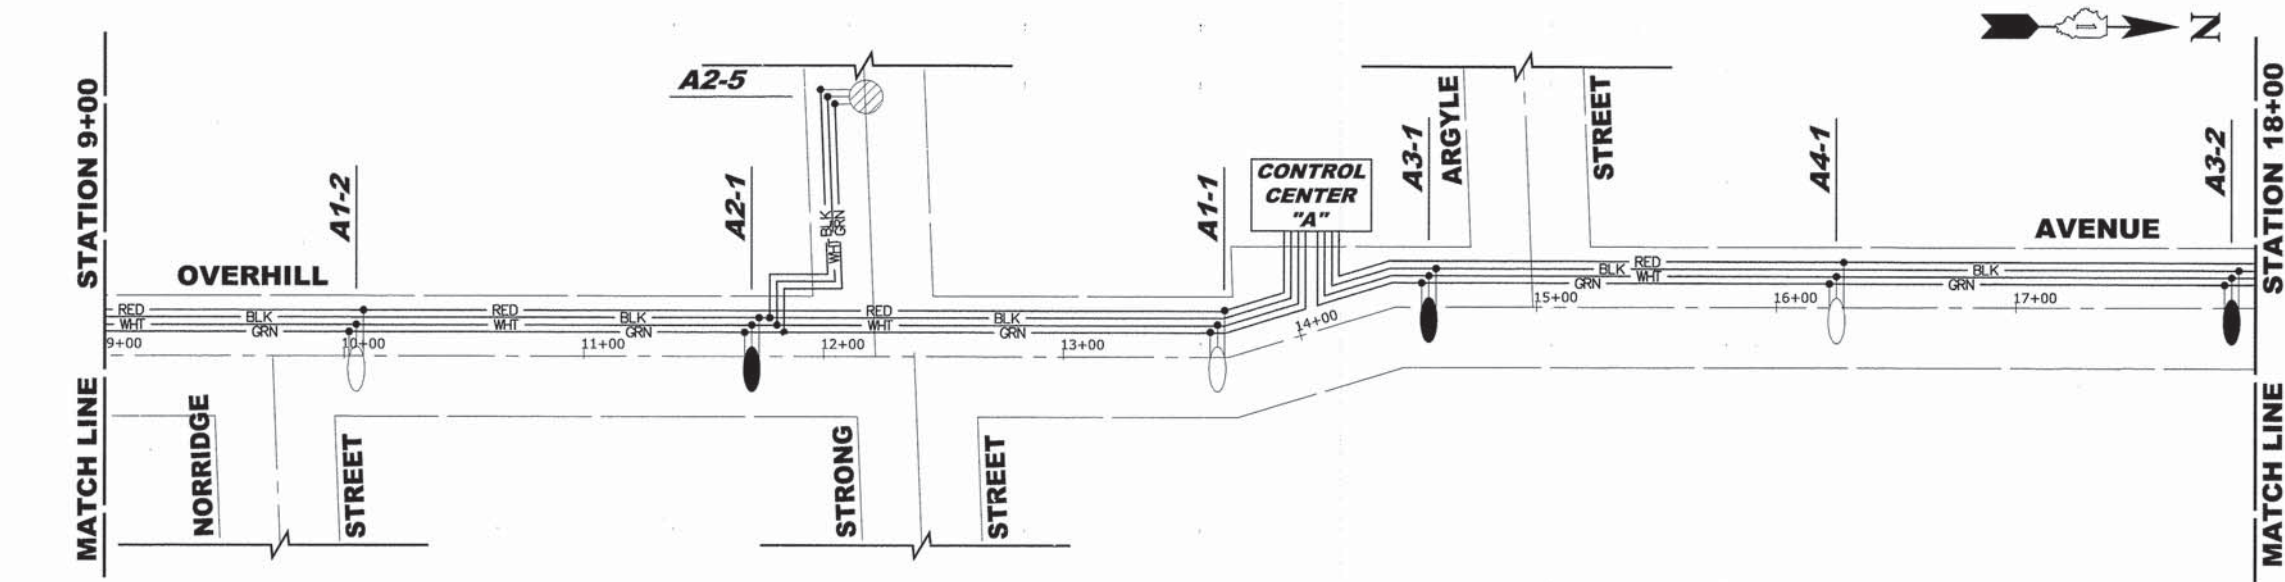 N
STATION 9+00
MATCH LINE
STATION 18+00
MATCH LINE
A2-5
A1-2
A2-1
A1-1
CONTROL
CENTER
"A"
A3-1
ARGYLE
STREET
A4-1
A3-2
OVERHILL
AVENUE
BLK
WHT
GRN
RED
BLK
WHT
GRN
RED
BLK
WHT
GRN
RED
BLK
WHT
GRN
RED
BLK
WHT
GRN
BLK
GRN
9+00
10+00
11+00
12+00
13+00
14+00
15+00
16+00
17+00
NORRIDGE
STREET
STRONG
STREET